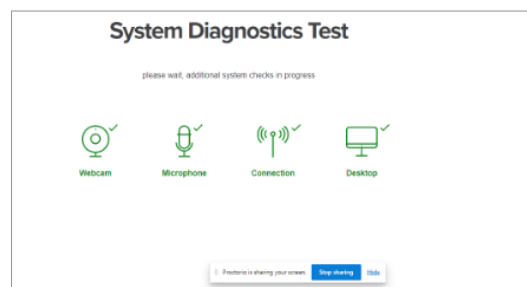 System Diagnostics Test
please wait, additional system checks in progress
Webcam Microphone Connection Desktop
Proctorio is sharing your screen. Stop sharing Hide